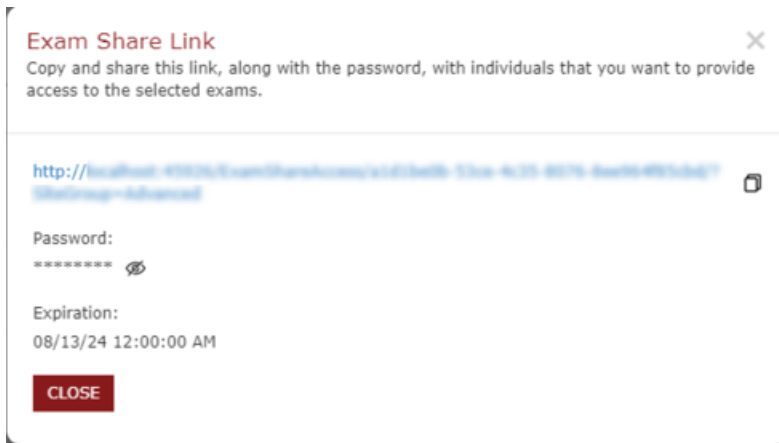 Exam Share Link
Copy and share this link, along with the password, with individuals that you want to provide
access to the selected exams.
http://
Password:
********
Expiration:
08/13/24 12:00:00 AM
CLOSE